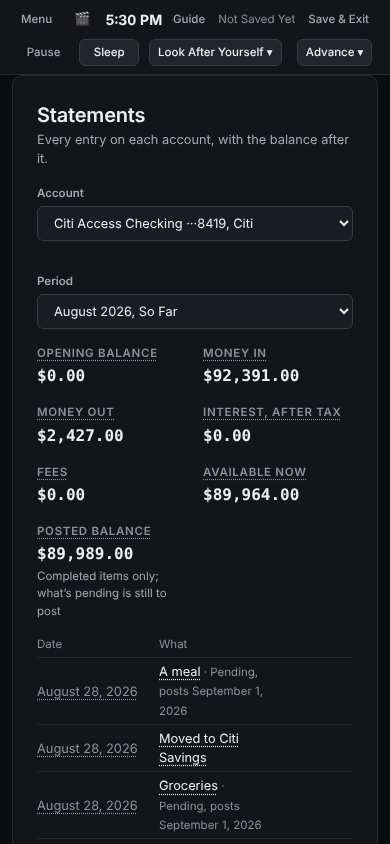 Menu 🎬 5:30 PM Guide Not Saved Yet Save & Exit
Pause Sleep Look After Yourself ▾ Advance ▾
Statements
Every entry on each account, with the balance after
it.
Account
Citi Access Checking ···8419, Citi
Period
August 2026, So Far
OPENING BALANCE MONEY IN
$0.00 $92,391.00
MONEY OUT INTEREST, AFTER TAX
$2,427.00 $0.00
FEES AVAILABLE NOW
$0.00 $89,964.00
POSTED BALANCE
$89,989.00
Completed items only;
what's pending is still to
post
Date What
A meal · Pending,
August 28, 2026 posts September 1,
2026
Moved to Citi
August 28, 2026
Savings
Groceries ·
August 28, 2026 Pending, posts
September 1, 2026